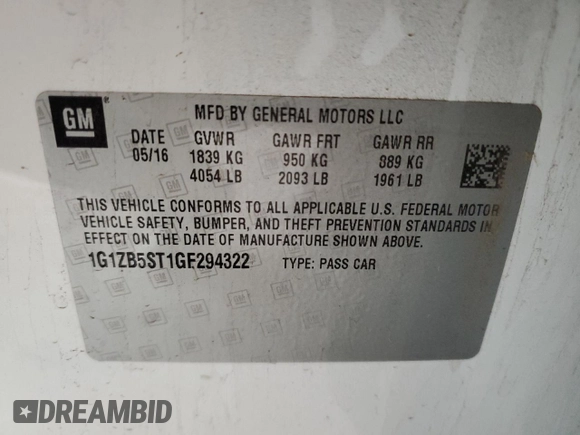 GM
MFD BY GENERAL MOTORS LLC
DATE GVWR GAWR FRT GAWR RR
05/16 1839 KG 950 KG 889 KG
4054 LB 2093 LB 1961 LB
THIS VEHICLE CONFORMS TO ALL APPLICABLE U.S. FEDERAL MOTOR
VEHICLE SAFETY, BUMPER, AND THEFT PREVENTION STANDARDS IN
EFFECT ON THE DATE OF MANUFACTURE SHOWN ABOVE.
1G1ZB5ST1GF294322 TYPE: PASS CAR
DREAMBID